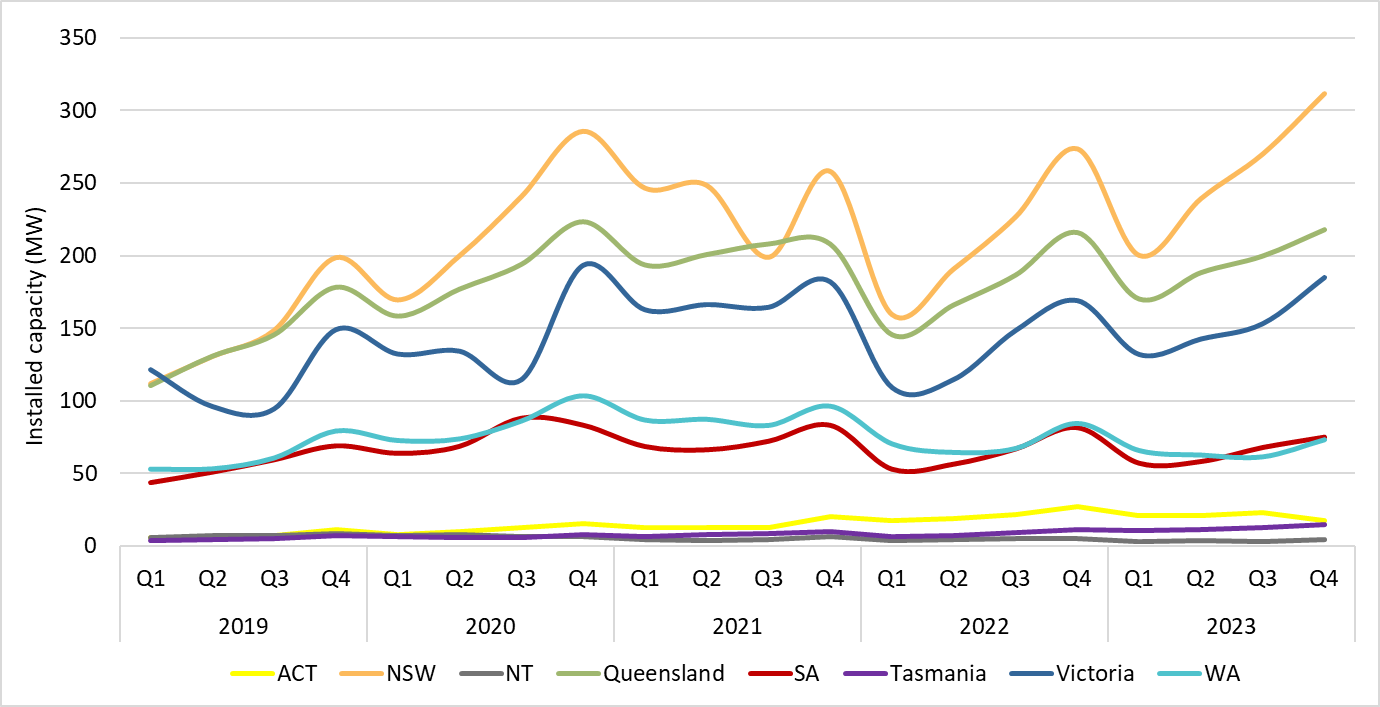 350
300
250
200
150
100
50
0
Installed capacity (MW)
Q1 Q2 Q3 Q4 Q1 Q2 Q3 Q4 Q1 Q2 Q3 Q4 Q1 Q2 Q3 Q4 Q1 Q2 Q3 Q4
2019 2020 2021 2022 2023
ACT NSW NT Queensland SA Tasmania Victoria WA